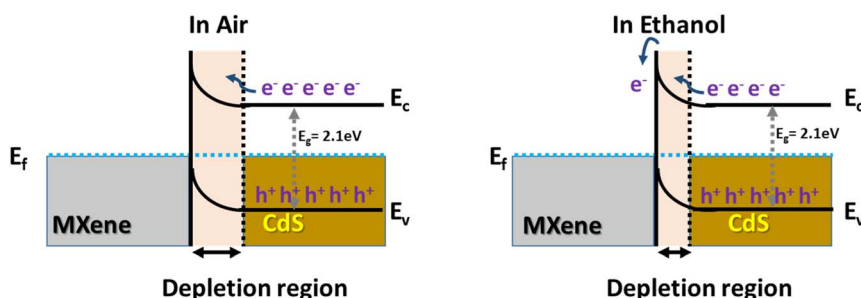 In Air
e⁻ e⁻ e⁻ e⁻ e⁻
E_c
E_g= 2.1eV
E_f
h⁺ h⁺ h⁺ h⁺ h⁺
MXene
CdS
E_v
Depletion region
In Ethanol
e⁻
e⁻ e⁻ e⁻ e⁻ e⁻
E_c
E_g= 2.1eV
E_f
h⁺ h⁺ h⁺ h⁺ h⁺
MXene
CdS
E_v
Depletion region